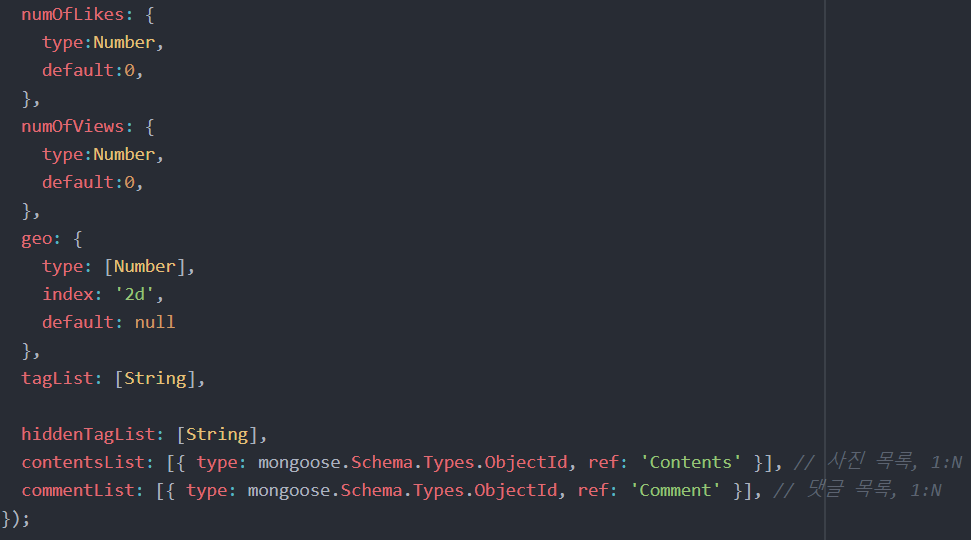 numOfLikes: {
type:Number,
default:0,
},
numOfViews: {
type:Number,
default:0,
},
geo: {
type: [Number],
index: '2d',
default: null
},
tagList: [String],
hiddenTagList: [String],
contentsList: [{ type: mongoose.Schema.Types.ObjectId, ref: 'Contents' }], // 사진 목록, 1:N
commentList: [{ type: mongoose.Schema.Types.ObjectId, ref: 'Comment' }], // 댓글 목록, 1:N
});